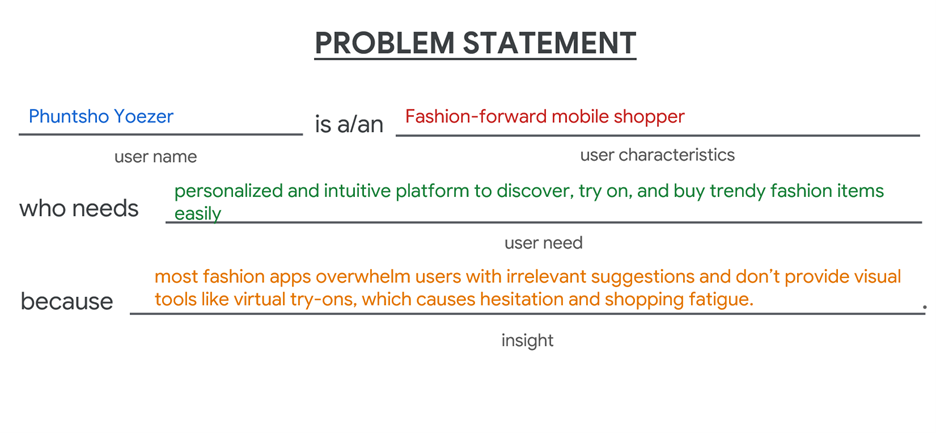 PROBLEM STATEMENT
Phuntsho Yoezer is a/an Fashion-forward mobile shopper
user name user characteristics
who needs personalized and intuitive platform to discover, try on, and buy trendy fashion items
easily
user need
because most fashion apps overwhelm users with irrelevant suggestions and don’t provide visual
tools like virtual try-ons, which causes hesitation and shopping fatigue.
.
insight